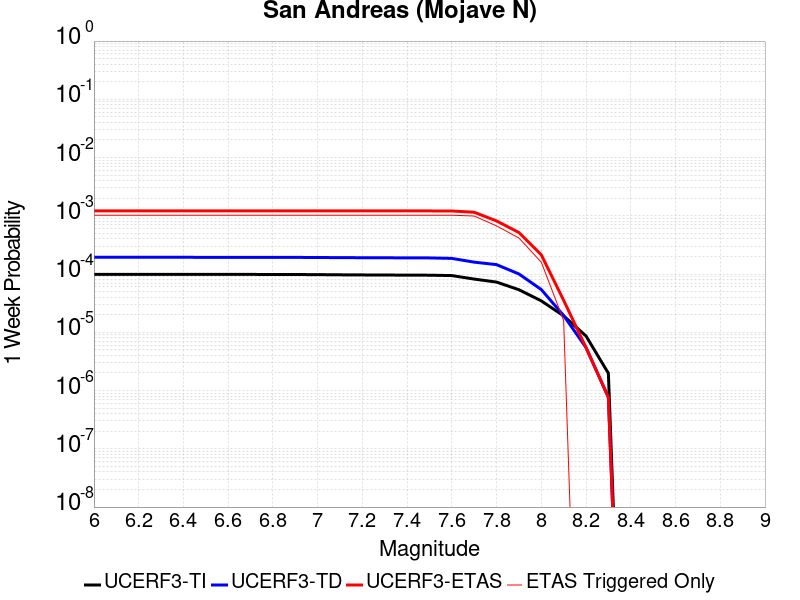 San Andreas (Mojave N)
10^0
10^-1
10^-2
10^-3
10^-4
10^-5
10^-6
10^-7
10^-8
1 Week Probability
6 6.2 6.4 6.6 6.8 7 7.2 7.4 7.6 7.8 8 8.2 8.4 8.6 8.8 9
Magnitude
UCERF3-TI UCERF3-TD UCERF3-ETAS ETAS Triggered Only